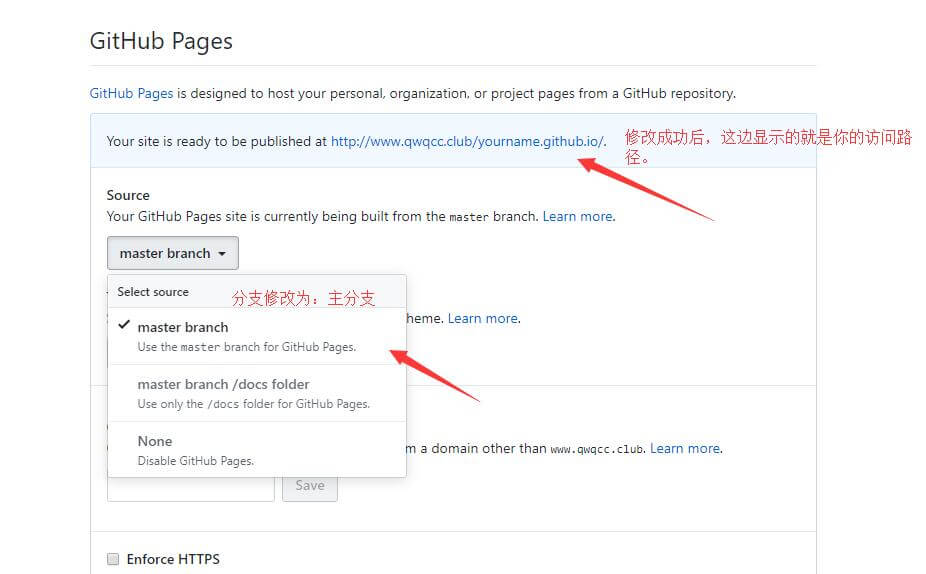 GitHub Pages
GitHub Pages is designed to host your personal, organization, or project pages from a GitHub repository.
Your site is ready to be published at http://www.qwqcc.club/yourname.github.io/.
修改成功后，这边显示的就是你的访问路
径。
Source
Your GitHub Pages site is currently being built from the master branch. Learn more.
master branch
Select source
分支修改为：主分支
heme. Learn more.
master branch
Use the master branch for GitHub Pages.
master branch /docs folder
Use only the /docs folder for GitHub Pages.
None
m a domain other than www.qwqcc.club. Learn more.
Disable GitHub Pages.
Save
Enforce HTTPS